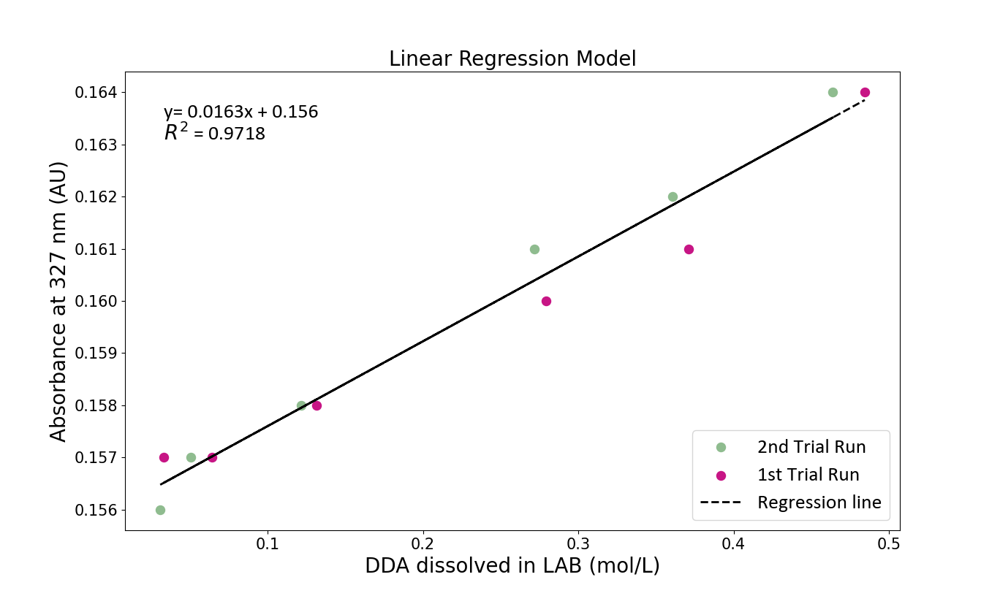 Linear Regression Model
y= 0.0163x + 0.156
R² = 0.9718
Absorbance at 327 nm (AU)
0.164
0.163
0.162
0.161
0.160
0.159
0.158
0.157
0.156
2nd Trial Run
1st Trial Run
Regression line
0.1 0.2 0.3 0.4 0.5
DDA dissolved in LAB (mol/L)